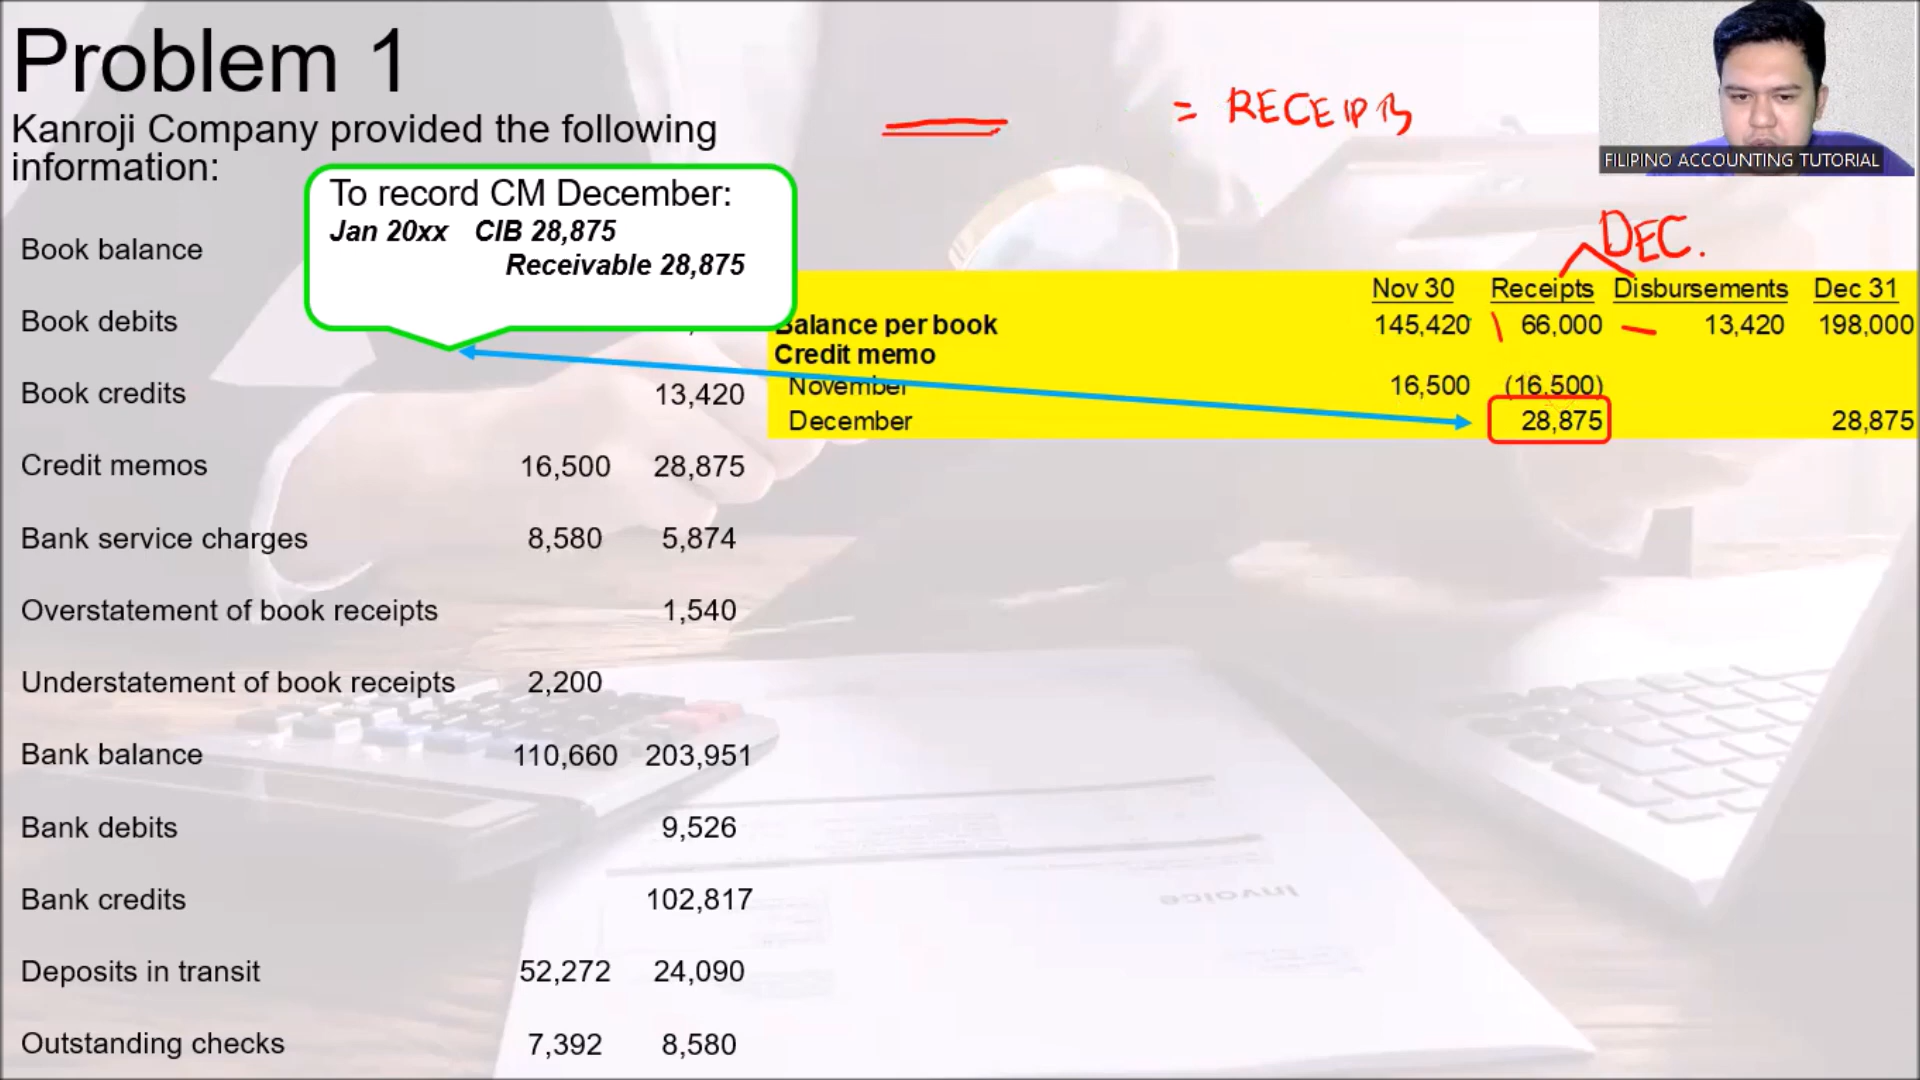 Problem 1
Kanroji Company provided the following
information:
= RECEIPTS
FILIPINO ACCOUNTING TUTORIAL
To record CM December:
Jan 20xx CIB 28,875
Receivable 28,875
DEC.
Book balance
Book debits
Book credits 13,420
Credit memos 16,500 28,875
Bank service charges 8,580 5,874
Overstatement of book receipts 1,540
Understatement of book receipts 2,200
Bank balance 110,660 203,951
Bank debits 9,526
Bank credits 102,817
Deposits in transit 52,272 24,090
Outstanding checks 7,392 8,580
Nov 30 Receipts Disbursements Dec 31
Balance per book 145,420 66,000 13,420 198,000
Credit memo
November 16,500 (16,500)
December 28,875 28,875
Invoice